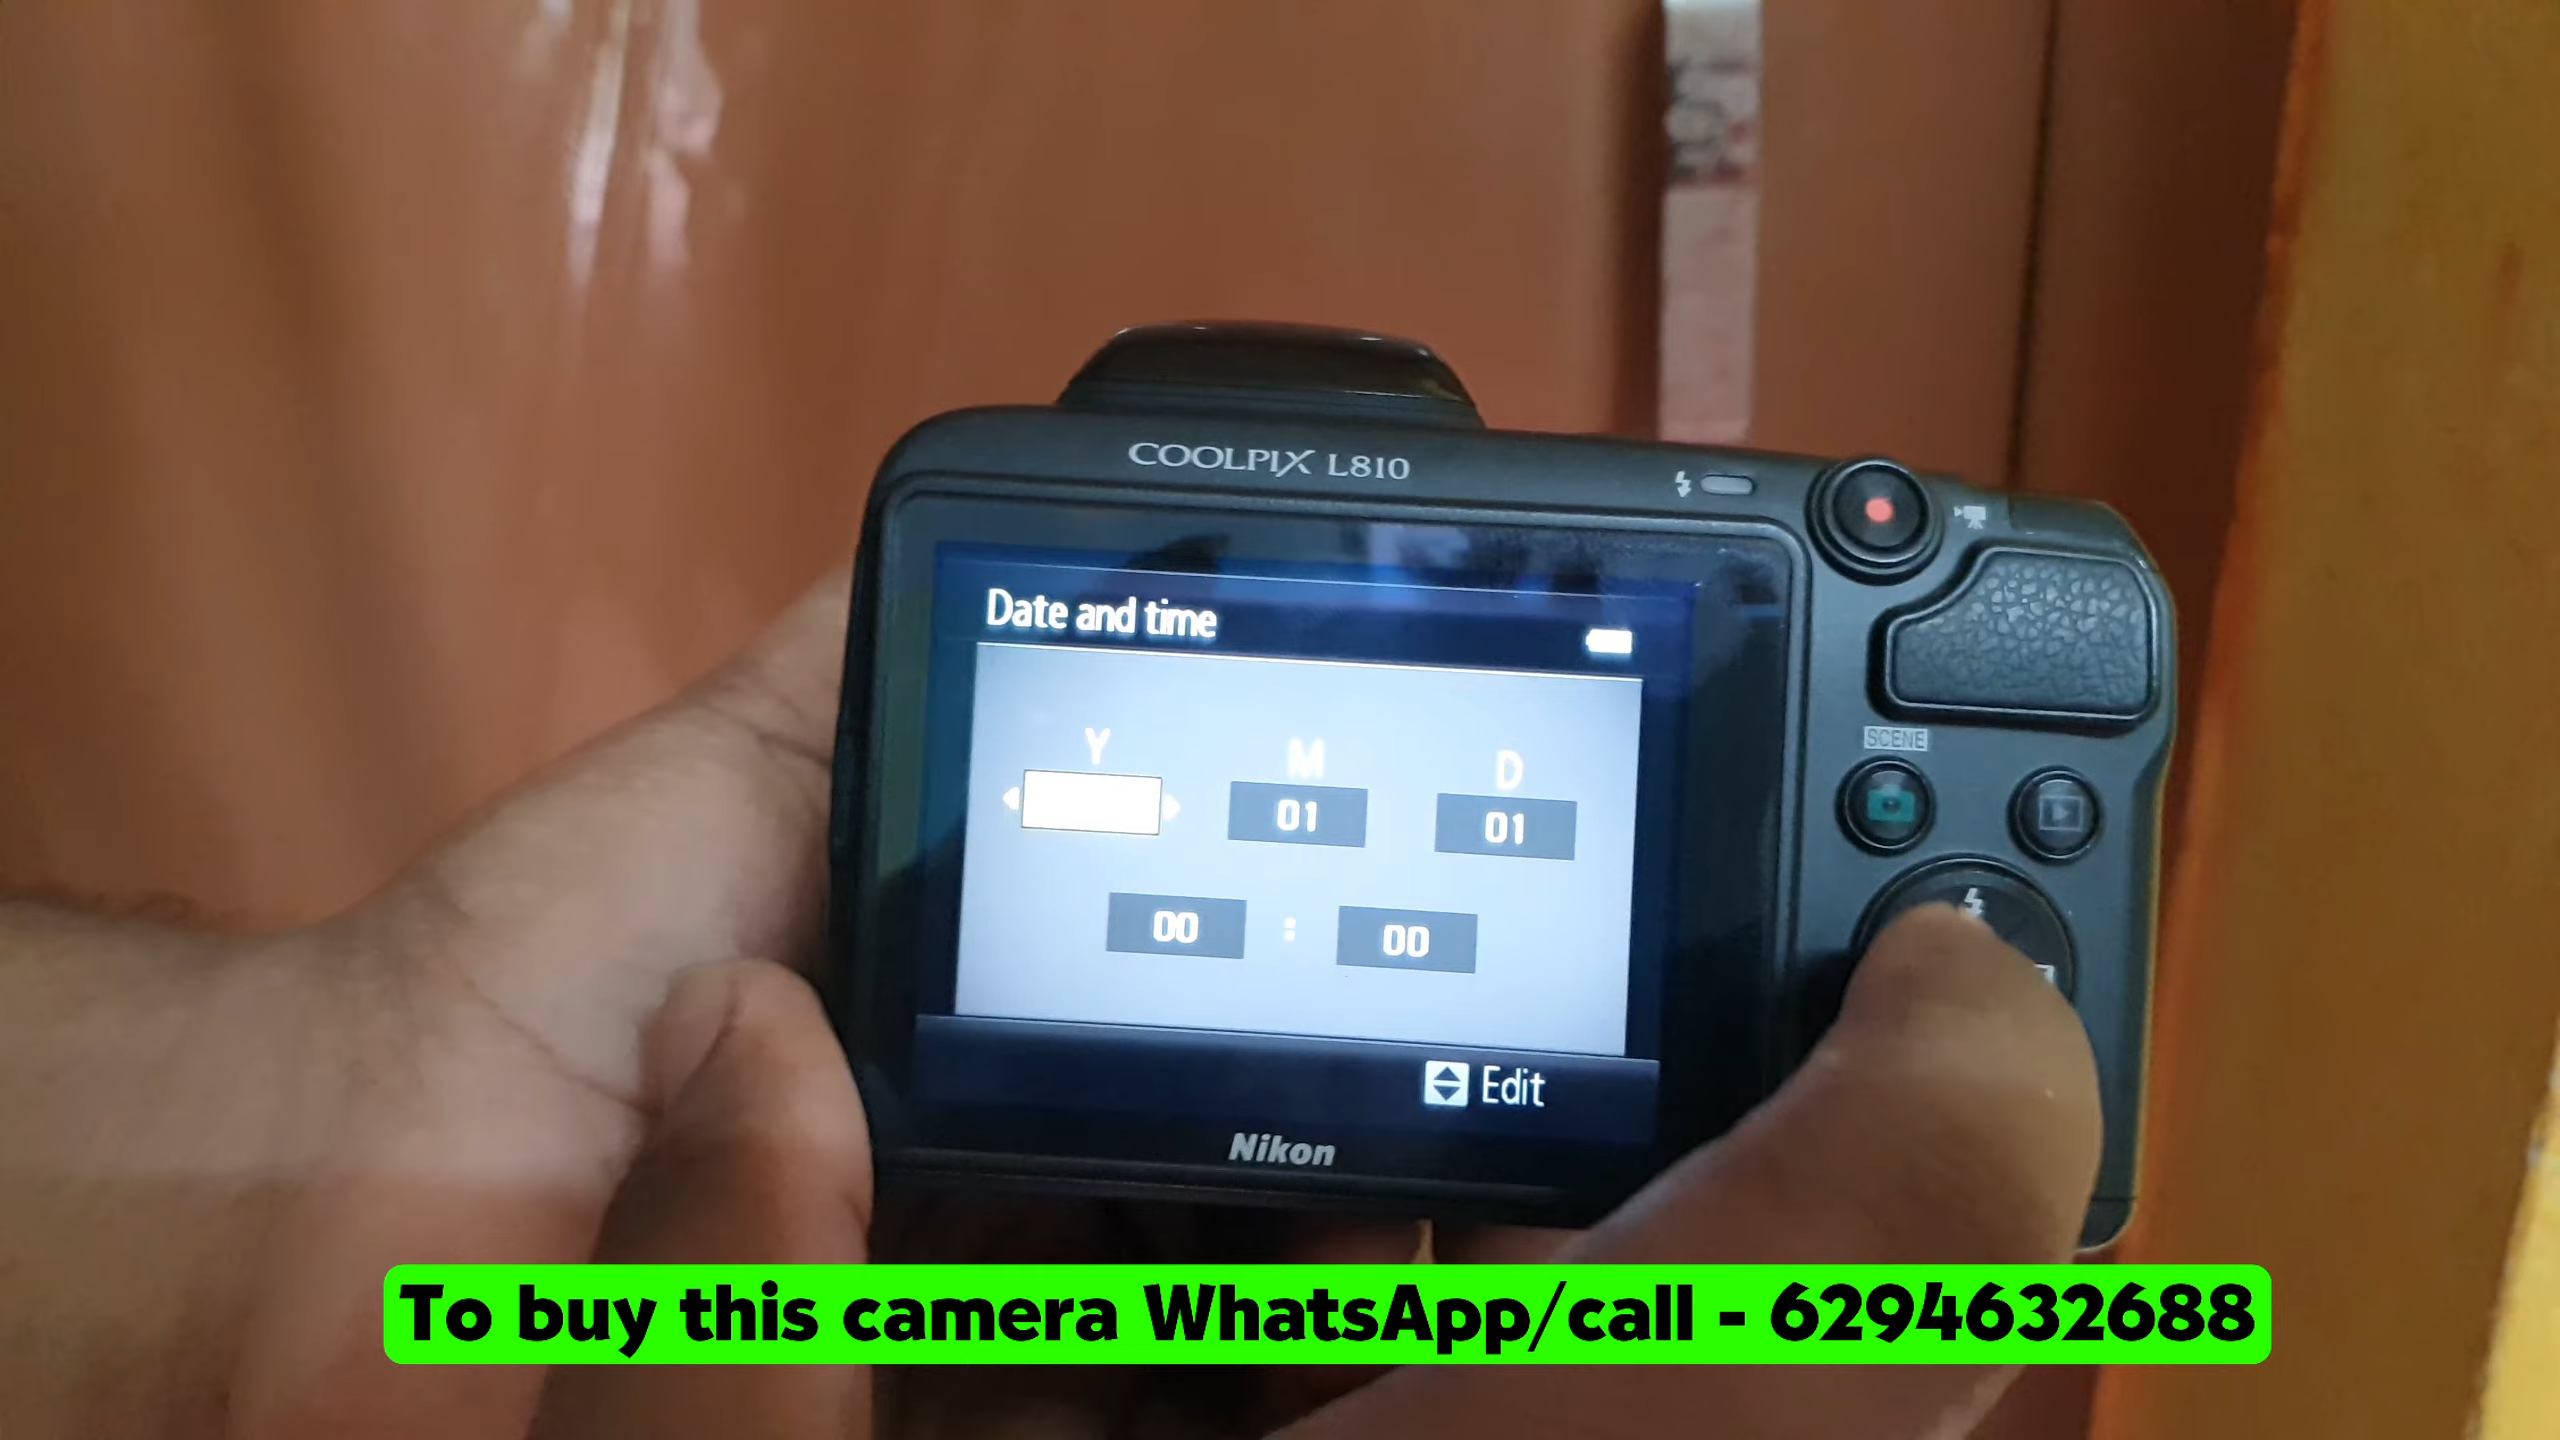 COOLPIX L810
Date and time
SCENE
Y M D
01 01
00 : 00
Edit
Nikon
To buy this camera WhatsApp/call - 6294632688